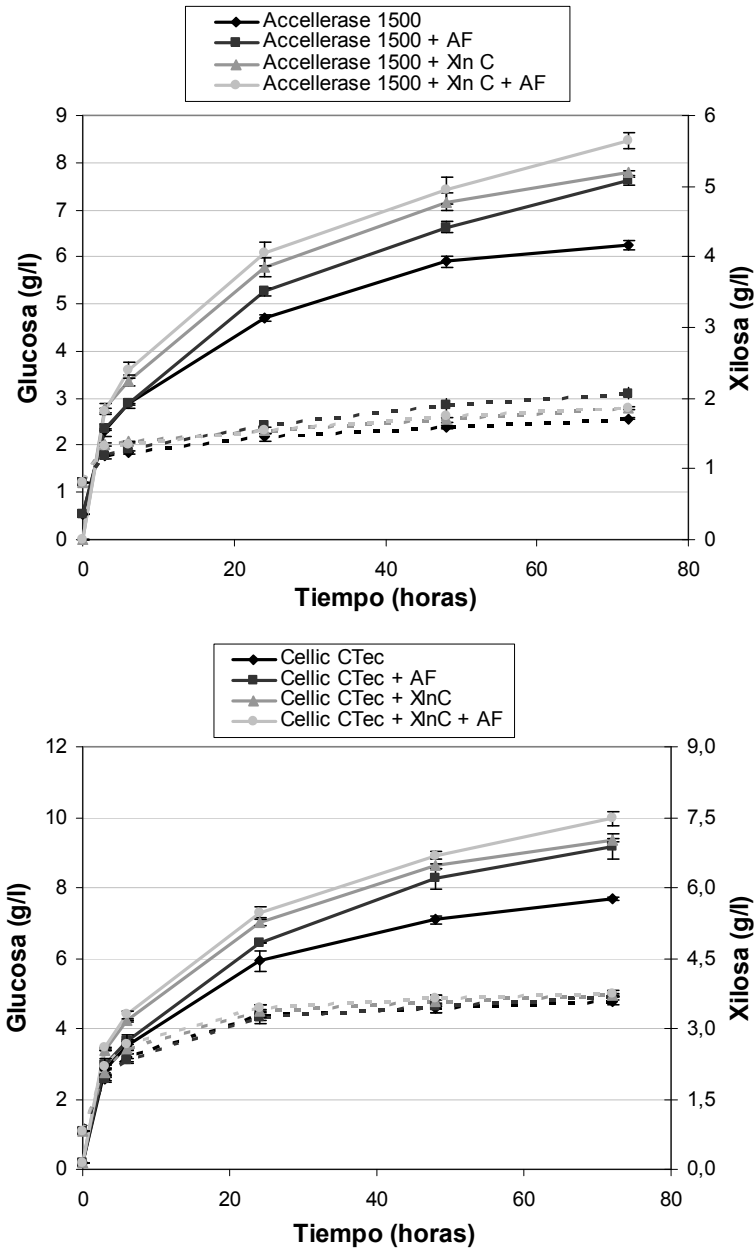 Accellerase 1500
Accellerase 1500 + AF
Accellerase 1500 + Xln C
Accellerase 1500 + Xln C + AF
9
8
7
6
5
4
3
2
1
0
Glucosa (g/l)
6
5
4
3
2
1
0
Xilosa (g/l)
0 20 40 60 80
Tiempo (horas)
Cellic CTec
Cellic CTec + AF
Cellic CTec + XlnC
Cellic CTec + XlnC + AF
12
10
8
6
4
2
0
Glucosa (g/l)
9,0
7,5
6,0
4,5
3,0
1,5
0,0
Xilosa (g/l)
0 20 40 60 80
Tiempo (horas)